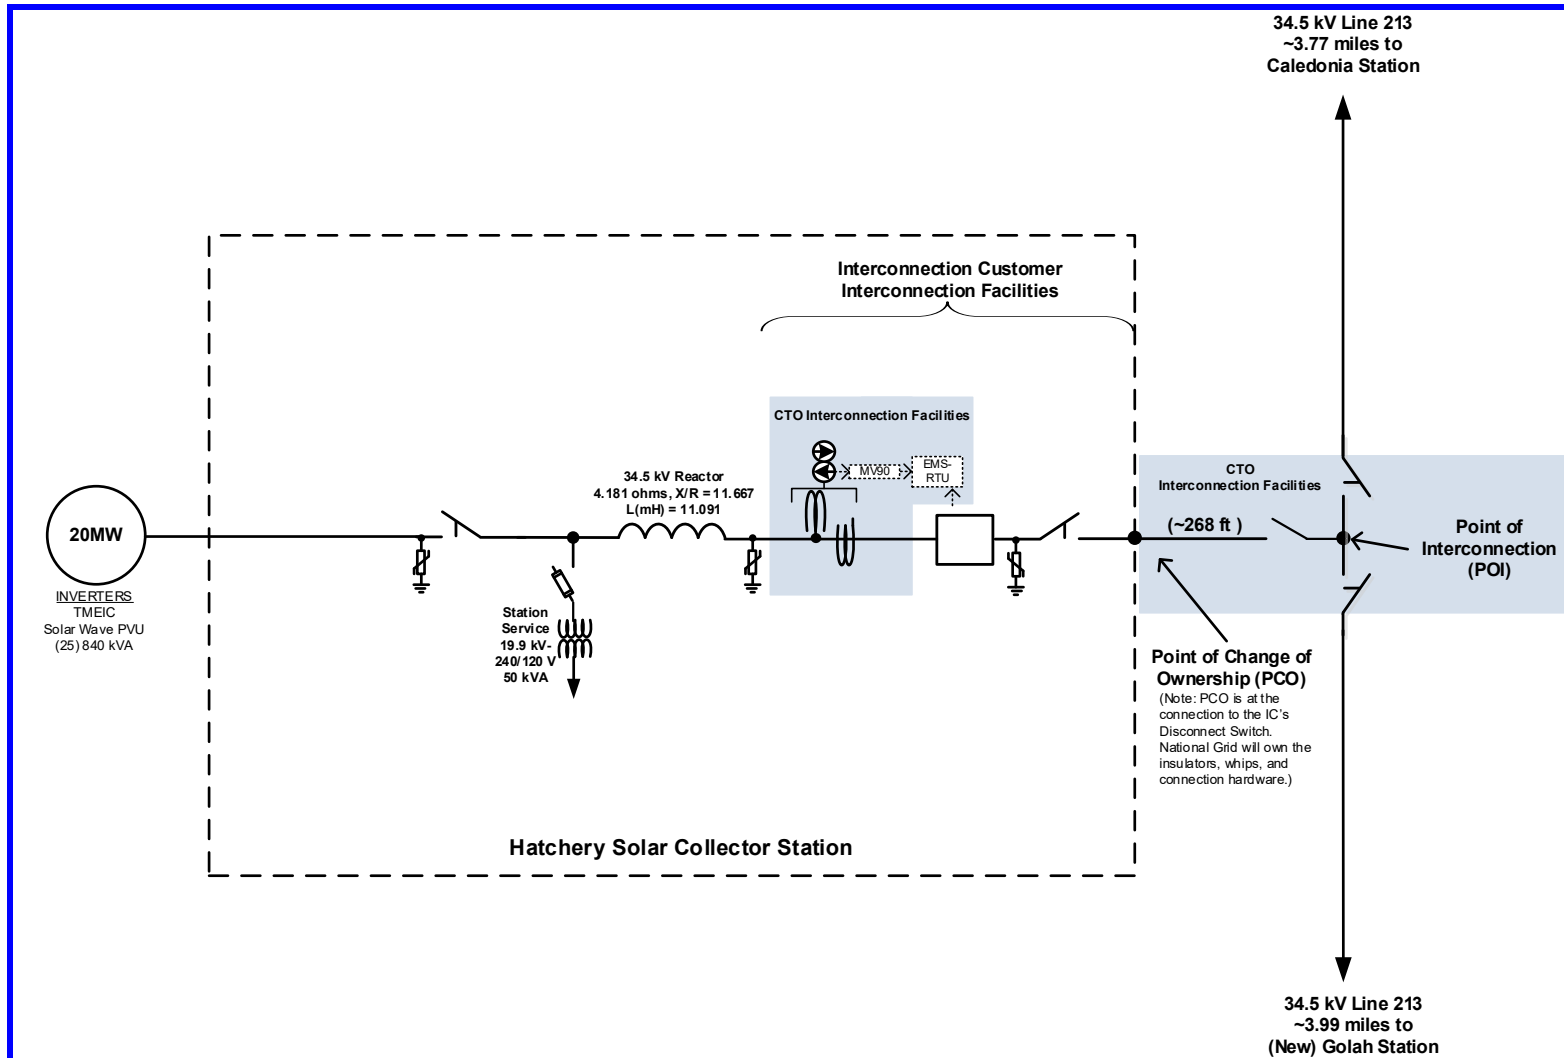 34.5 kV Line 213
~3.77 miles to
Caledonia Station
Interconnection Customer
Interconnection Facilities
CTO Interconnection Facilities
MV90
EMS-
RTU
34.5 kV Reactor
4.181 ohms, X/R = 11.667
L(mH) = 11.091
CTO
Interconnection Facilities
(~268 ft )
Point of
Interconnection
(POI)
20MW
INVERTERS
TMEIC
Solar Wave PVU
(25) 840 kVA
Station
Service
19.9 kV-
240/120 V
50 kVA
Point of Change of
Ownership (PCO)
(Note: PCO is at the
connection to the IC's
Disconnect Switch.
National Grid will own the
insulators, whips, and
connection hardware.)
Hatchery Solar Collector Station
34.5 kV Line 213
~3.99 miles to
(New) Golah Station